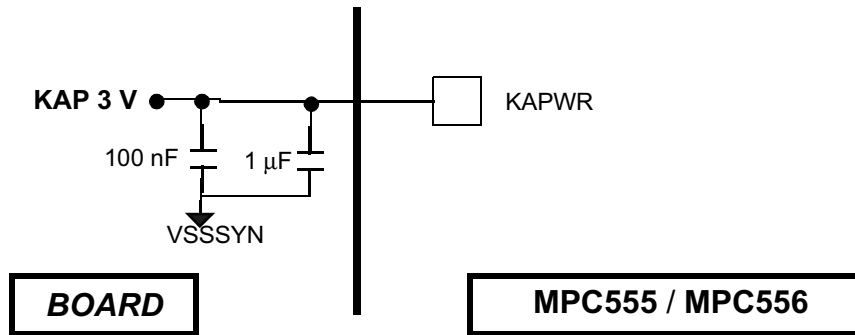 KAP 3 V
KAPWR
100 nF
1 μF
VSSSYN
BOARD
MPC555 / MPC556